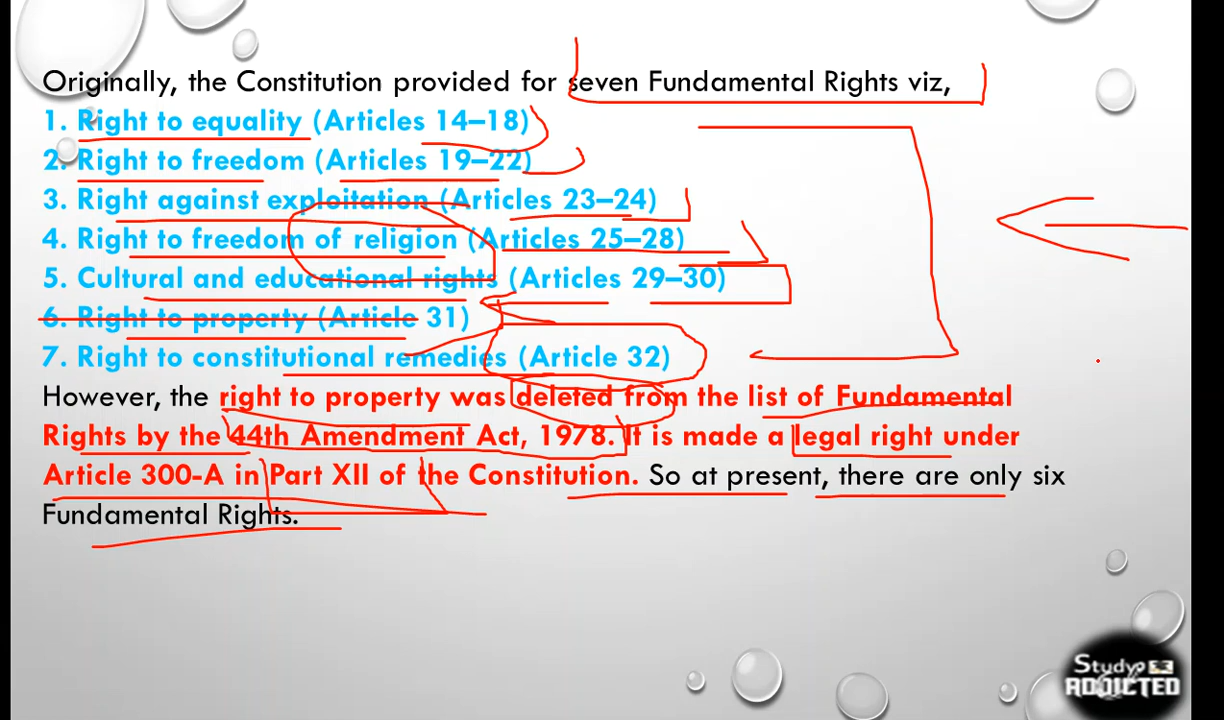 Originally, the Constitution provided for seven Fundamental Rights viz,
1. Right to equality (Articles 14–18)
2. Right to freedom (Articles 19–22)
3. Right against exploitation (Articles 23–24)
4. Right to freedom of religion (Articles 25–28)
5. Cultural and educational rights (Articles 29–30)
6. Right to property (Article 31)
7. Right to constitutional remedies (Article 32)
However, the right to property was deleted from the list of Fundamental
Rights by the 44th Amendment Act, 1978. It is made a legal right under
Article 300-A in Part XII of the Constitution. So at present, there are only six
Fundamental Rights.
Study
ADDICTED